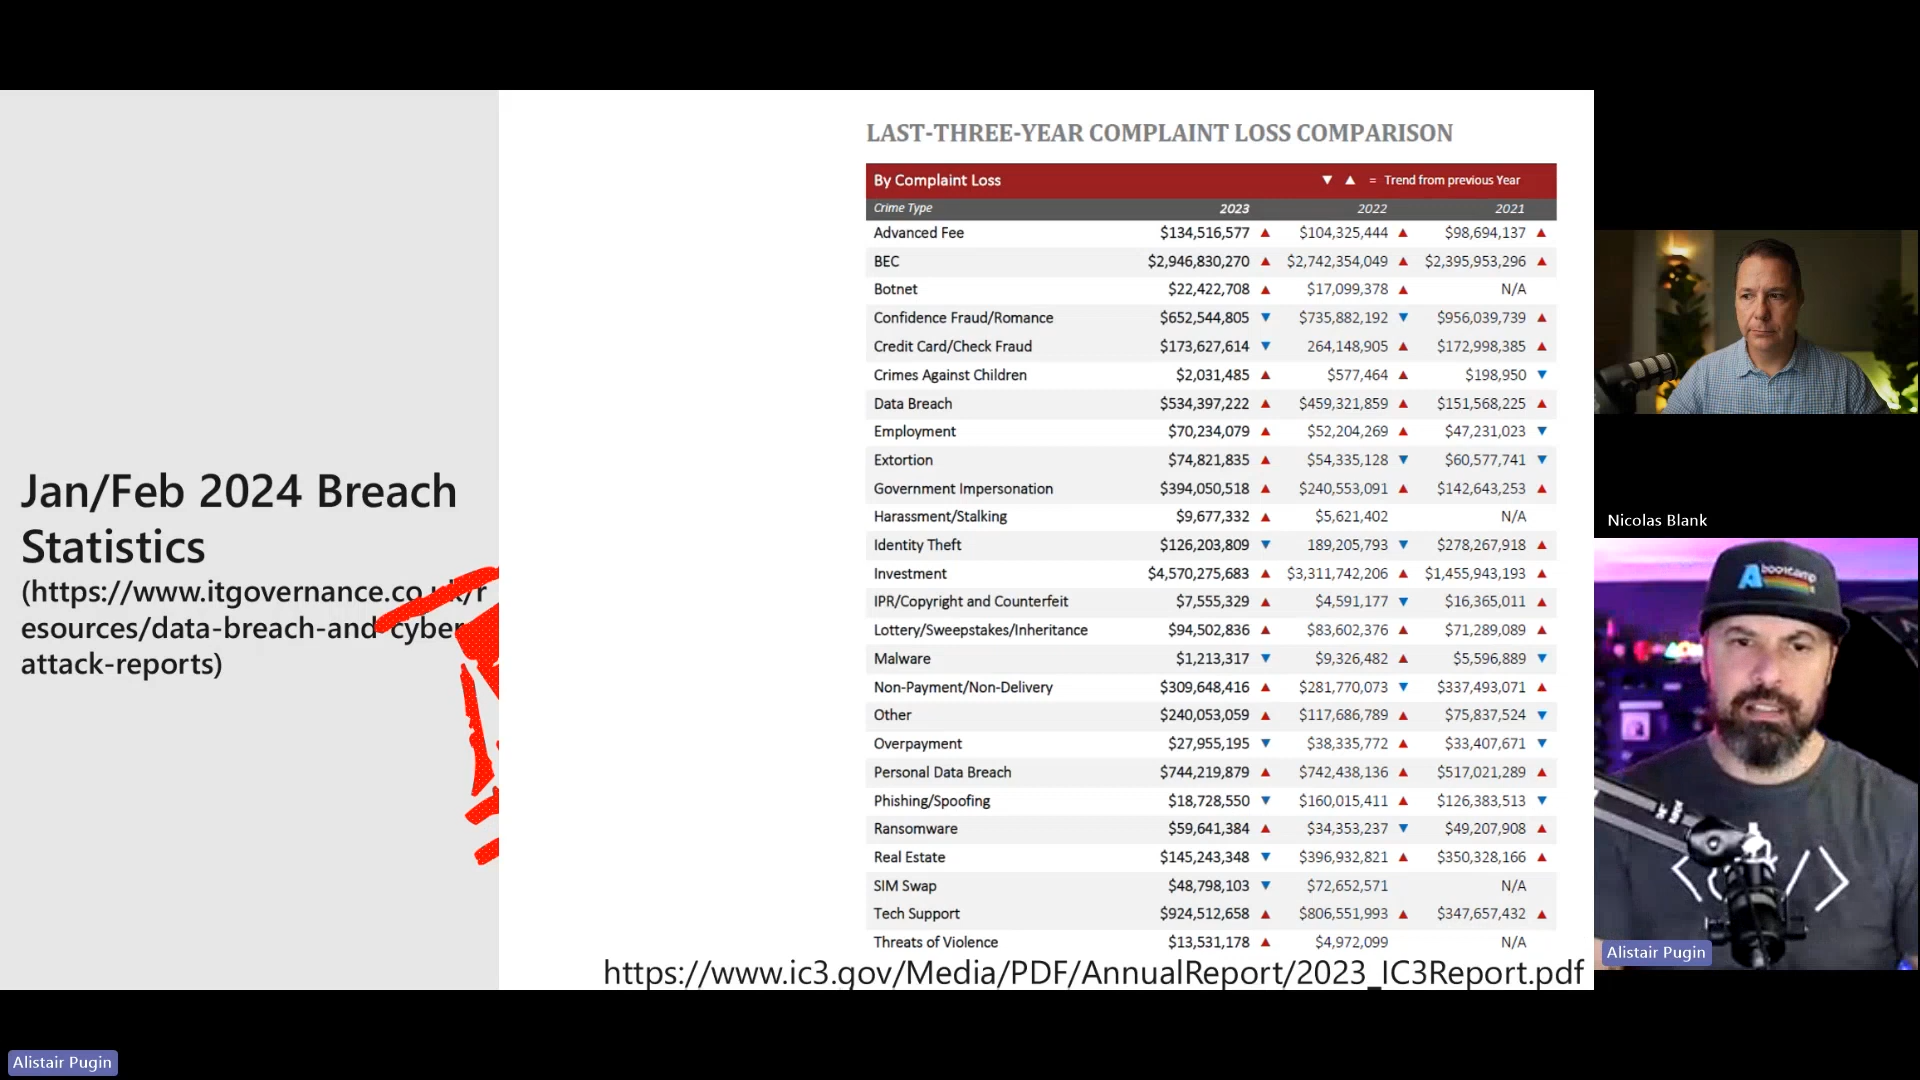 Jan/Feb 2024 Breach
Statistics
(https://www.itgovernance.co.uk/r
esources/data-breach-and-cyber-
attack-reports)
LAST-THREE-YEAR COMPLAINT LOSS COMPARISON
By Complaint Loss ▼ ▲ = Trend from previous Year
Crime Type 2023 2022 2021
Advanced Fee $134,516,577 ▲ $104,325,444 ▲ $98,694,137 ▲
BEC $2,946,830,270 ▲ $2,742,354,049 ▲ $2,395,953,296 ▲
Botnet $22,422,708 ▲ $17,099,378 ▲ N/A
Confidence Fraud/Romance $652,544,805 ▼ $735,882,192 ▼ $956,039,739 ▲
Credit Card/Check Fraud $173,627,614 ▼ 264,148,905 ▲ $172,998,385 ▲
Crimes Against Children $2,031,485 ▲ $577,464 ▲ $198,950 ▼
Data Breach $534,397,222 ▲ $459,321,859 ▲ $151,568,225 ▲
Employment $70,234,079 ▲ $52,204,269 ▲ $47,231,023 ▼
Extortion $74,821,835 ▲ $54,335,128 ▼ $60,577,741 ▼
Government Impersonation $394,050,518 ▲ $240,553,091 ▲ $142,643,253 ▲
Harassment/Stalking $9,677,332 ▲ $5,621,402 N/A
Identity Theft $126,203,809 ▼ 189,205,793 ▼ $278,267,918 ▲
Investment $4,570,275,683 ▲ $3,311,742,206 ▲ $1,455,943,193 ▲
IPR/Copyright and Counterfeit $7,555,329 ▲ $4,591,177 ▼ $16,365,011 ▲
Lottery/Sweepstakes/Inheritance $94,502,836 ▲ $83,602,376 ▲ $71,289,089 ▲
Malware $1,213,317 ▼ $9,326,482 ▲ $5,596,889 ▼
Non-Payment/Non-Delivery $309,648,416 ▲ $281,770,073 ▼ $337,493,071 ▲
Other $240,053,059 ▲ $117,686,789 ▲ $75,837,524 ▼
Overpayment $27,955,195 ▼ $38,335,772 ▲ $33,407,671 ▼
Personal Data Breach $744,219,879 ▲ $742,438,136 ▲ $517,021,289 ▲
Phishing/Spoofing $18,728,550 ▼ $160,015,411 ▲ $126,383,513 ▼
Ransomware $59,641,384 ▲ $34,353,237 ▼ $49,207,908 ▲
Real Estate $145,243,348 ▼ $396,932,821 ▲ $350,328,166 ▲
SIM Swap $48,798,103 ▼ $72,652,571 N/A
Tech Support $924,512,658 ▲ $806,551,993 ▲ $347,657,432 ▲
Threats of Violence $13,531,178 ▲ $4,972,099 N/A
https://www.ic3.gov/Media/PDF/AnnualReport/2023_IC3Report.pdf
Nicolas Blank
A bootcamp
Alistair Pugin
Alistair Pugin